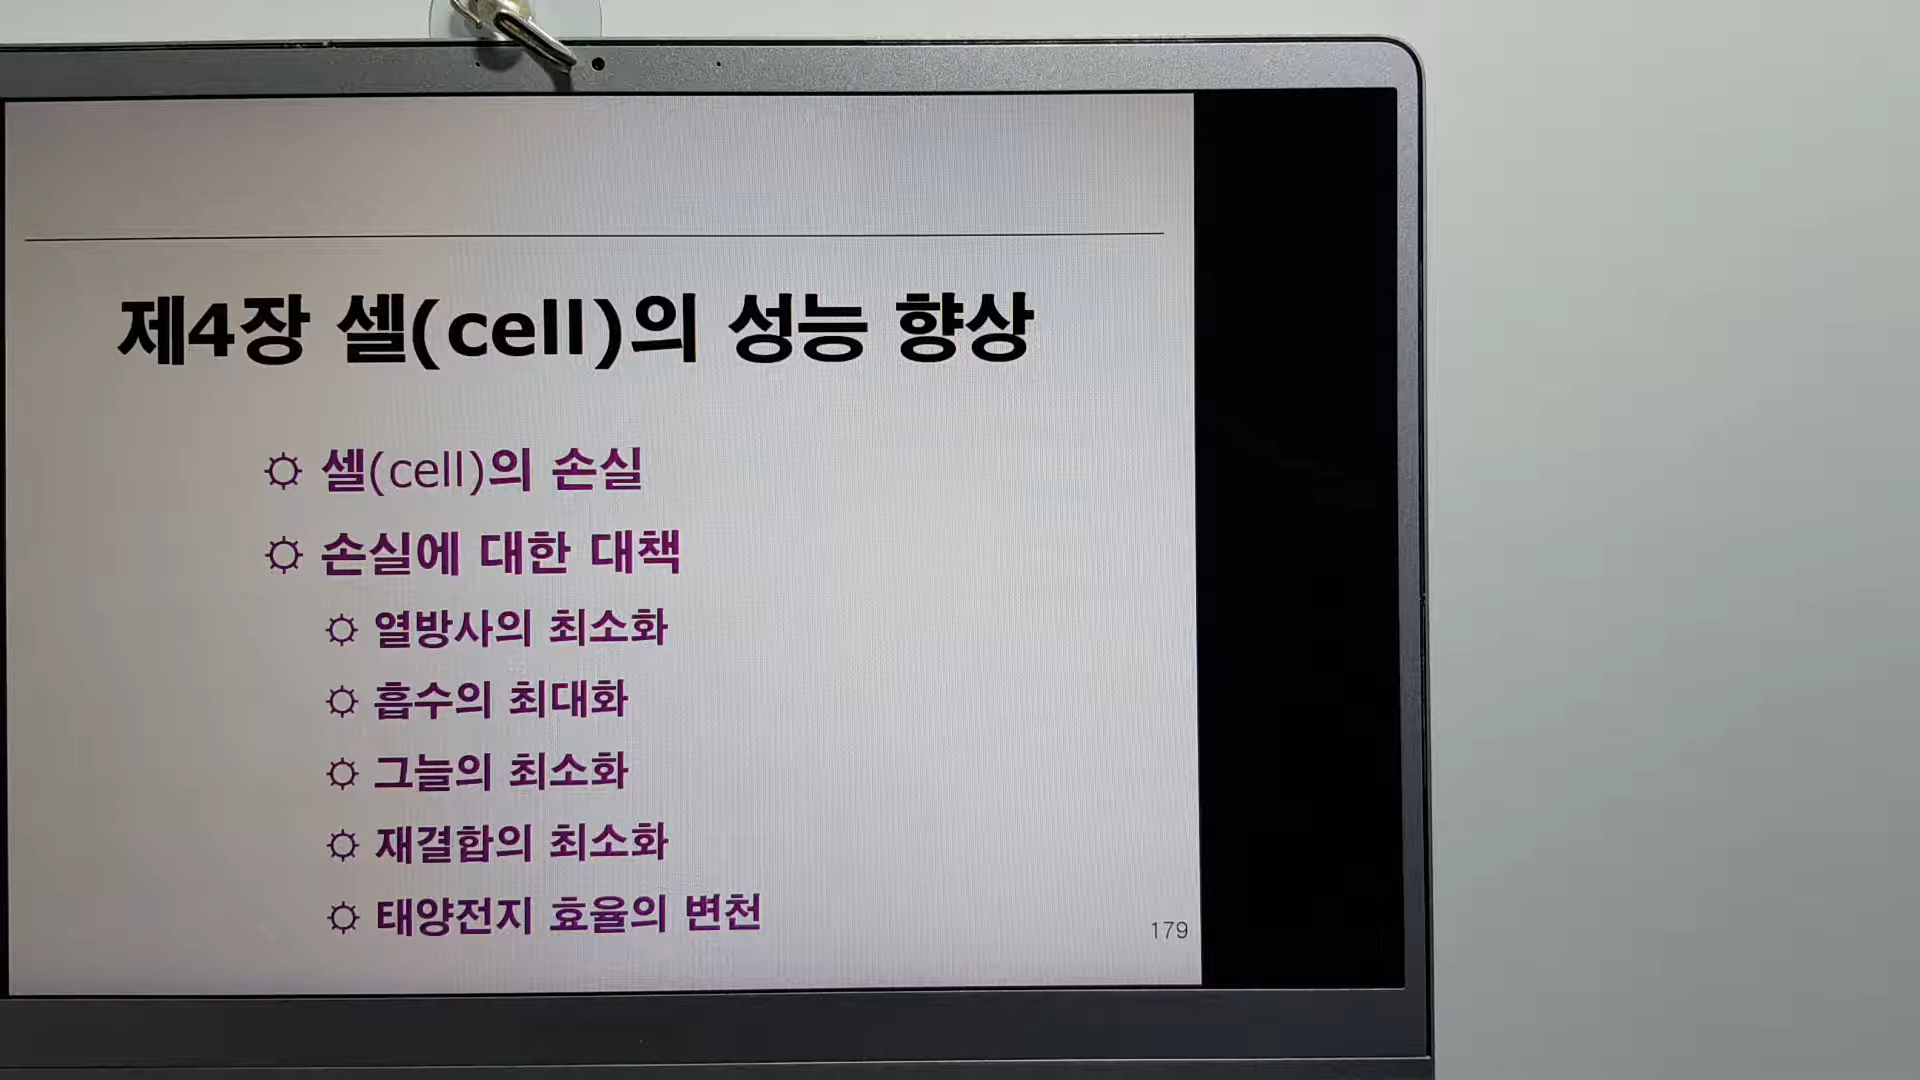 제4장 셀(cell)의 성능 향상
셀(cell)의 손실
손실에 대한 대책
열방사의 최소화
흡수의 최대화
그늘의 최소화
재결합의 최소화
태양전지 효율의 변천
179